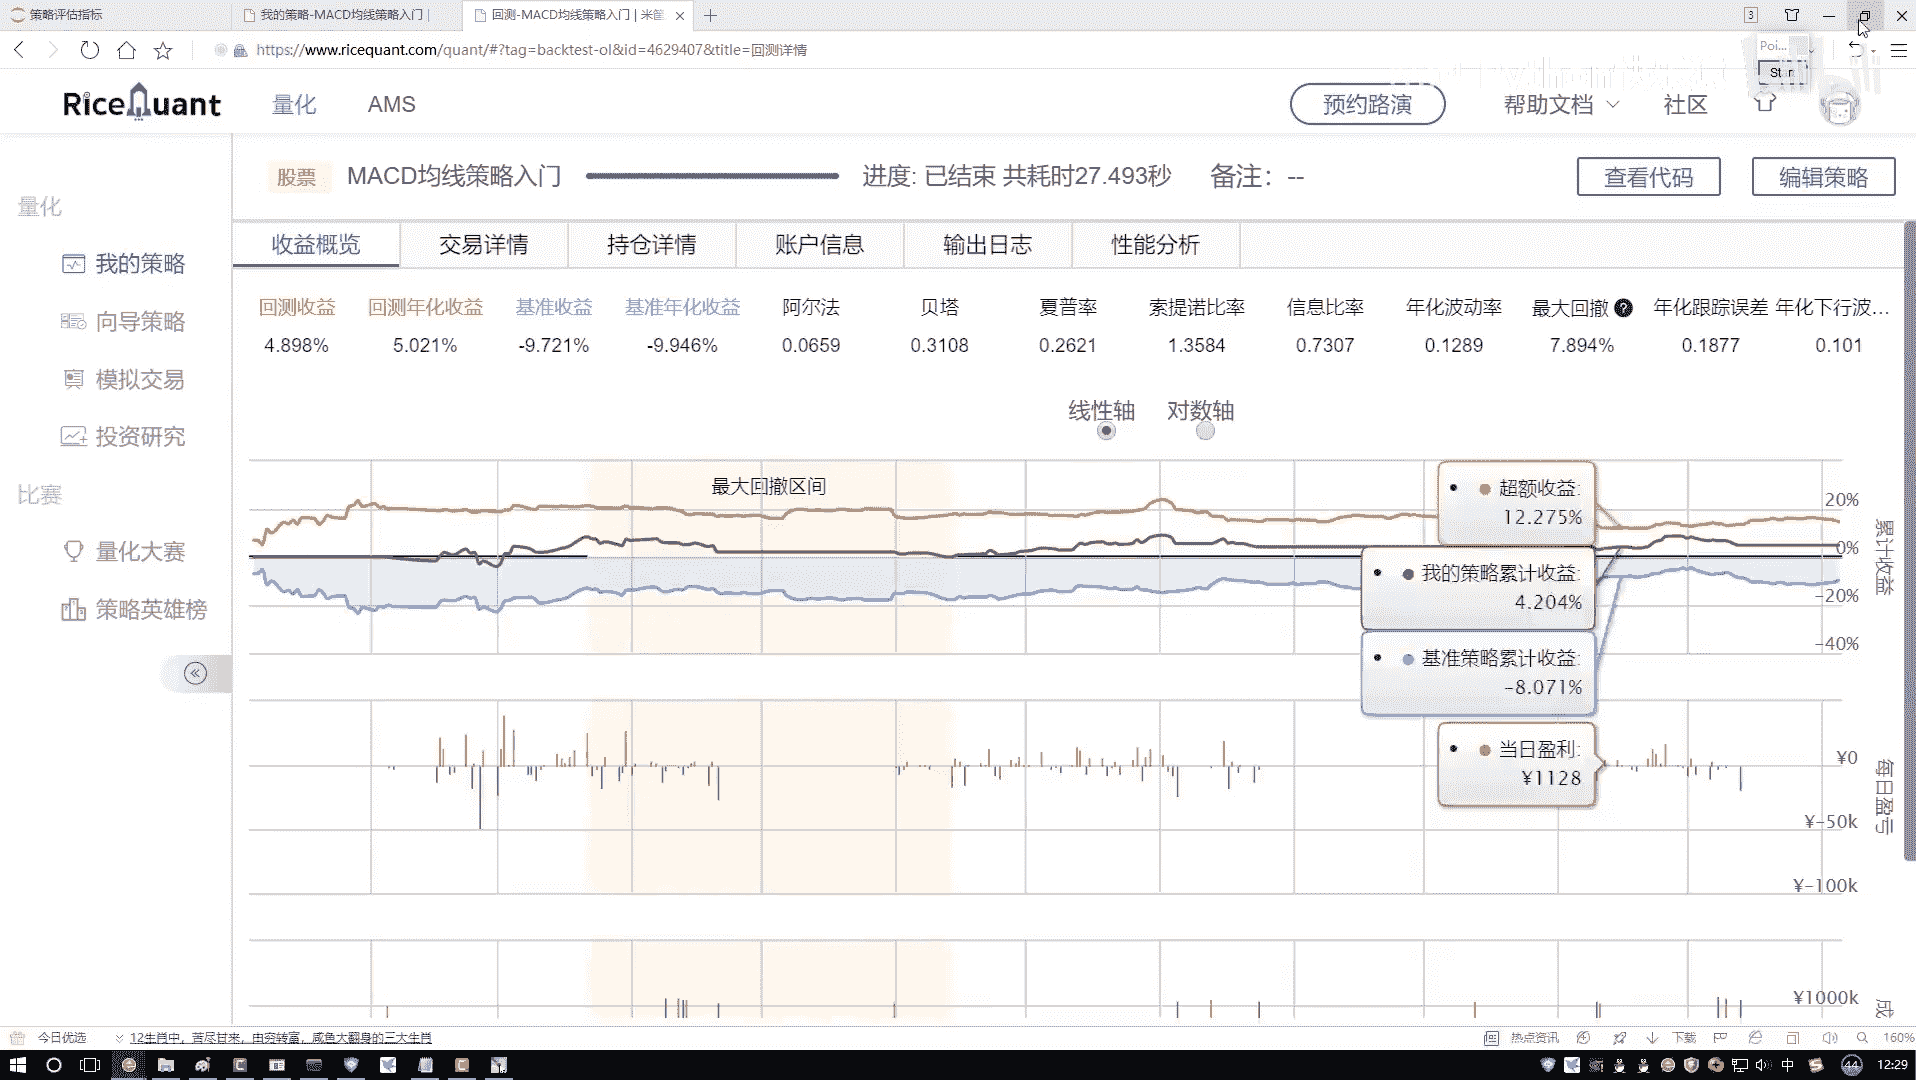 策略评估指标
我的策略-MACD均线策略入门 |
回测-MACD均线策略入门 | 米筐
3
https://www.ricequant.com/quant/#?tag=backtest-ol&id=4629407&title=回测详情
Poi...
Start
RiceQuant
量化
AMS
预约路演
帮助文档
社区
股票
MACD均线策略入门
进度: 已结束 共耗时27.493秒
备注: --
查看代码
编辑策略
量化
我的策略
向导策略
模拟交易
投资研究
比赛
量化大赛
策略英雄榜
收益概览
交易详情
持仓详情
账户信息
输出日志
性能分析
回测收益 回测年化收益 基准收益 基准年化收益 阿尔法 贝塔 夏普率 索提诺比率 信息比率 年化波动率 最大回撤 ? 年化跟踪误差 年化下行波...
4.898% 5.021% -9.721% -9.946% 0.0659 0.3108 0.2621 1.3584 0.7307 0.1289 7.894% 0.1877 0.101
线性轴 对数轴
最大回撤区间
超额收益:
12.275%
我的策略累计收益:
4.204%
基准策略累计收益:
-8.071%
当日盈利:
¥1128
20%
0%
-20%
-40%
累计收益
¥0
¥-50k
¥-100k
每日盈亏
¥1000k
成
今日优选
12生肖中，苦尽甘来，由穷转富，咸鱼大翻身的三大生肖
热点资讯
下载
160%
中
44
12:29